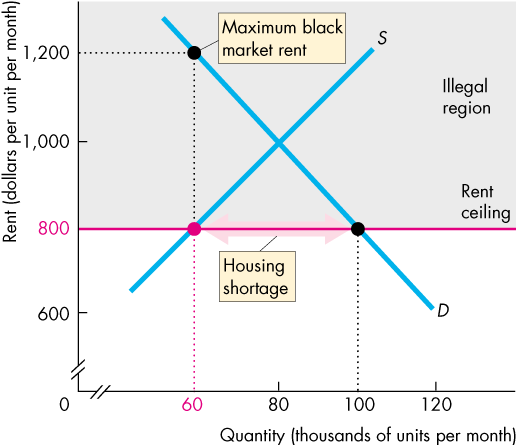 Rent (dollars per unit per month)
Maximum black
market rent
S
1,200
Illegal
region
1,000
Rent
ceiling
800
Housing
shortage
600
D
0
60
80
100
120
Quantity (thousands of units per month)